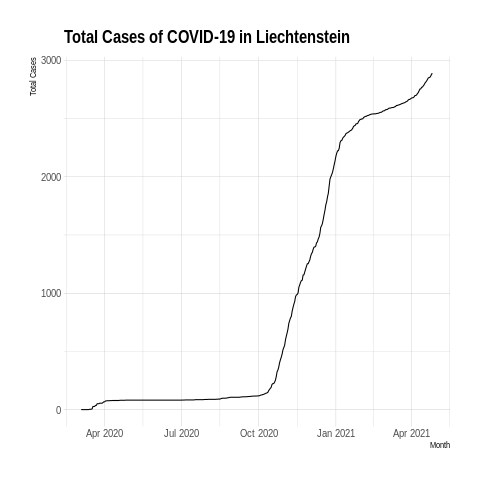 Total Cases of COVID-19 in Liechtenstein
Total Cases
3000
2000
1000
0
Apr 2020 Jul 2020 Oct 2020 Jan 2021 Apr 2021
Month